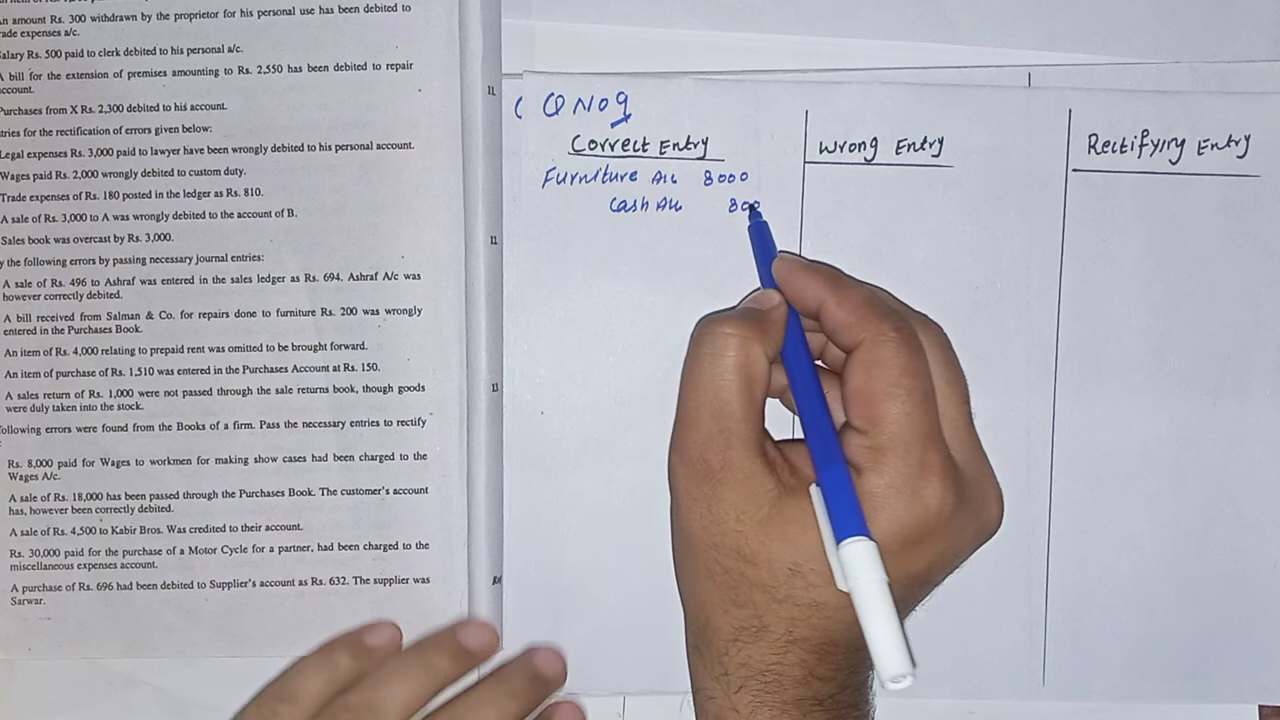 An amount Rs. 300 withdrawn by the proprietor for his personal use has been debited to
rade expenses a/c.
Salary Rs. 500 paid to clerk debited to his personal a/c.
A bill for the extension of premises amounting to Rs. 2,550 has been debited to repair
ccount.
Purchases from X Rs. 2,300 debited to his account.
tries for the rectification of errors given below:
Legal expenses Rs. 3,000 paid to lawyer have been wrongly debited to his personal account.
Wages paid Rs. 2,000 wrongly debited to custom duty.
Trade expenses of Rs. 180 posted in the ledger as Rs. 810.
A sale of Rs. 3,000 to A was wrongly debited to the account of B.
Sales book was overcast by Rs. 3,000.
y the following errors by passing necessary journal entries:
A sale of Rs. 496 to Ashraf was entered in the sales ledger as Rs. 694. Ashraf A/c was
however correctly debited.
A bill received from Salman & Co. for repairs done to furniture Rs. 200 was wrongly
entered in the Purchases Book.
An item of Rs. 4,000 relating to prepaid rent was omitted to be brought forward.
An item of purchase of Rs. 1,510 was entered in the Purchases Account at Rs. 150.
A sales return of Rs. 1,000 were not passed through the sale returns book, though goods
were duly taken into the stock.
ollowing errors were found from the Books of a firm. Pass the necessary entries to rectify
:
Rs. 8,000 paid for Wages to workmen for making show cases had been charged to the
Wages A/c.
A sale of Rs. 18,000 has been passed through the Purchases Book. The customer's account
has, however been correctly debited.
A sale of Rs. 4,500 to Kabir Bros. Was credited to their account.
Rs. 30,000 paid for the purchase of a Motor Cycle for a partner, had been charged to the
miscellaneous expenses account.
A purchase of Rs. 696 had been debited to Supplier's account as Rs. 632. The supplier was
Sarwar.
11
12
13
( Q No 9
Correct Entry
Furniture A/c 8000
Cash A/c 800
Wrong Entry
Rectifying Entry